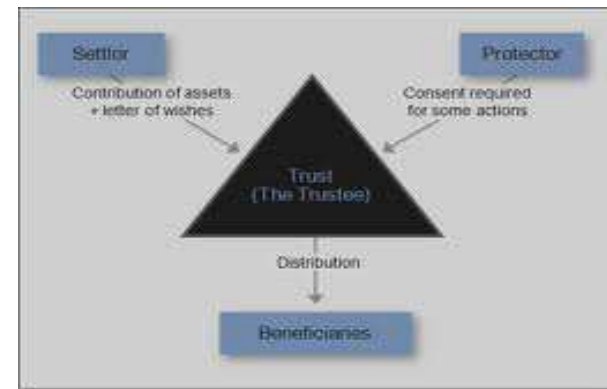 Settlor
Protector
Contribution of assets
+ letter of wishes
Consent required
for some actions
Trust
(The Trustee)
Distribution
Beneficiaries